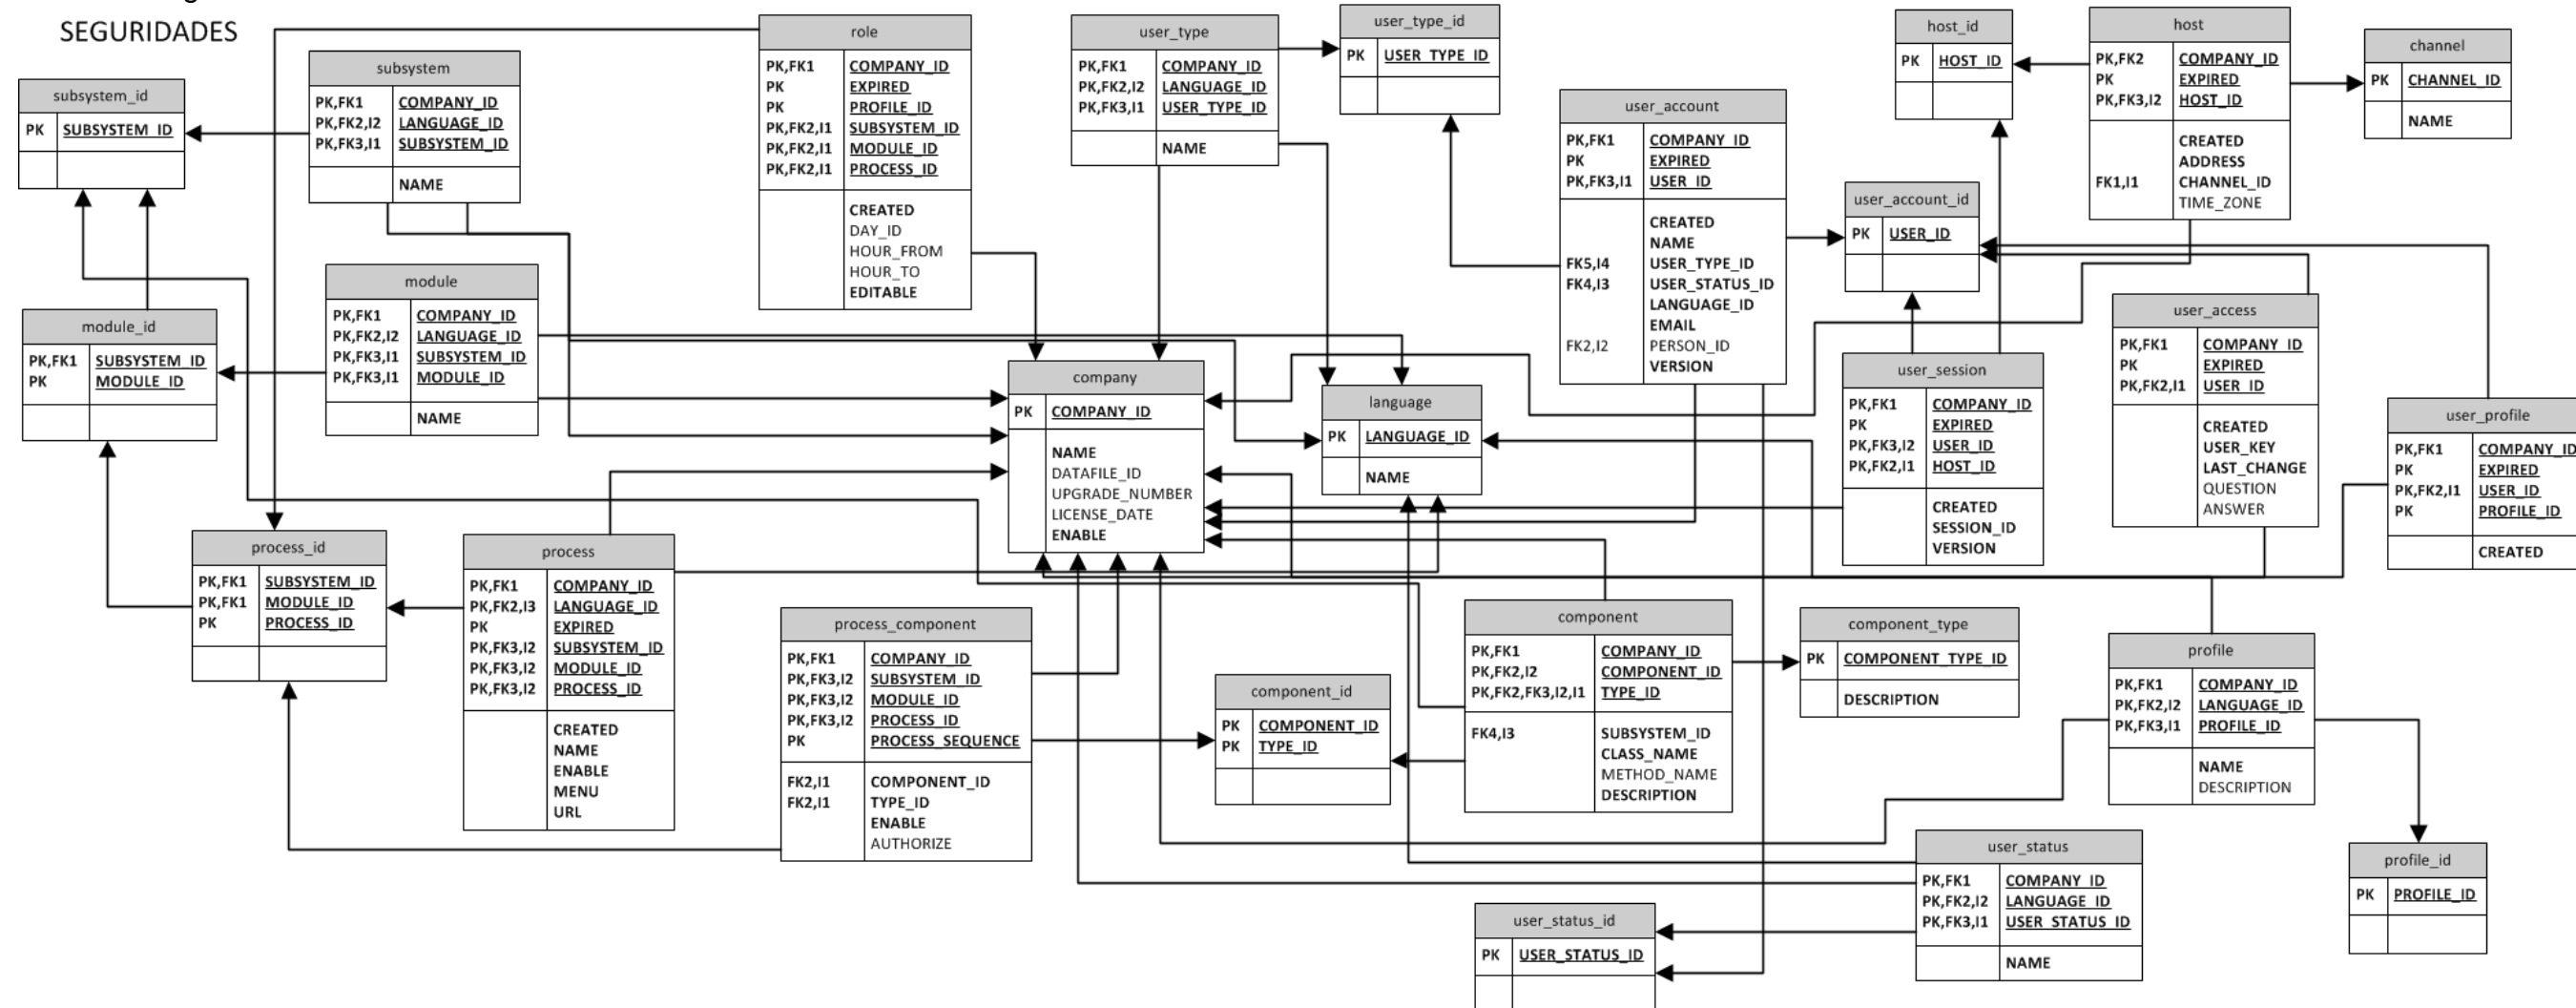 SEGURIDADES
subsystem_id
PK SUBSYSTEM_ID
subsystem
PK,FK1 COMPANY_ID
PK,FK2,I2 LANGUAGE_ID
PK,FK3,I1 SUBSYSTEM_ID
NAME
role
PK,FK1 COMPANY_ID
PK EXPIRED
PK PROFILE_ID
PK,FK2,I1 SUBSYSTEM_ID
PK,FK2,I1 MODULE_ID
PK,FK2,I1 PROCESS_ID
CREATED
DAY_ID
HOUR_FROM
HOUR_TO
EDITABLE
user_type
PK,FK1 COMPANY_ID
PK,FK2,I2 LANGUAGE_ID
PK,FK3,I1 USER_TYPE_ID
NAME
user_type_id
PK USER_TYPE_ID
user_account
PK,FK1 COMPANY_ID
PK EXPIRED
PK,FK3,I1 USER_ID
CREATED
NAME
FK5,I4 USER_TYPE_ID
FK4,I3 USER_STATUS_ID
LANGUAGE_ID
EMAIL
FK2,I2 PERSON_ID
VERSION
host_id
PK HOST_ID
host
PK,FK2 COMPANY_ID
PK EXPIRED
PK,FK3,I2 HOST_ID
CREATED
ADDRESS
FK1,I1 CHANNEL_ID
TIME_ZONE
channel
PK CHANNEL_ID
NAME
user_account_id
PK USER_ID
module_id
PK,FK1 SUBSYSTEM_ID
PK MODULE_ID
module
PK,FK1 COMPANY_ID
PK,FK2,I2 LANGUAGE_ID
PK,FK3,I1 SUBSYSTEM_ID
PK,FK3,I1 MODULE_ID
NAME
company
PK COMPANY_ID
NAME
DATAFILE_ID
UPGRADE_NUMBER
LICENSE_DATE
ENABLE
language
PK LANGUAGE_ID
NAME
user_session
PK,FK1 COMPANY_ID
PK EXPIRED
PK,FK3,I2 USER_ID
PK,FK2,I1 HOST_ID
CREATED
SESSION_ID
VERSION
user_access
PK,FK1 COMPANY_ID
PK EXPIRED
PK,FK2,I1 USER_ID
CREATED
USER_KEY
LAST_CHANGE
QUESTION
ANSWER
user_profile
PK,FK1 COMPANY_ID
PK EXPIRED
PK,FK2,I1 USER_ID
PK PROFILE_ID
CREATED
process_id
PK,FK1 SUBSYSTEM_ID
PK,FK1 MODULE_ID
PK PROCESS_ID
process
PK,FK1 COMPANY_ID
PK,FK2,I3 LANGUAGE_ID
PK EXPIRED
PK,FK3,I2 SUBSYSTEM_ID
PK,FK3,I2 MODULE_ID
PK,FK3,I2 PROCESS_ID
CREATED
NAME
ENABLE
MENU
URL
process_component
PK,FK1 COMPANY_ID
PK,FK3,I2 SUBSYSTEM_ID
PK,FK3,I2 MODULE_ID
PK,FK3,I2 PROCESS_ID
PK PROCESS_SEQUENCE
FK2,I1 COMPONENT_ID
FK2,I1 TYPE_ID
ENABLE
AUTHORIZE
component_id
PK COMPONENT_ID
PK TYPE_ID
component
PK,FK1 COMPANY_ID
PK,FK2,I2 COMPONENT_ID
PK,FK2,FK3,I2,I1 TYPE_ID
FK4,I3 SUBSYSTEM_ID
CLASS_NAME
METHOD_NAME
DESCRIPTION
component_type
PK COMPONENT_TYPE_ID
DESCRIPTION
profile
PK,FK1 COMPANY_ID
PK,FK2,I2 LANGUAGE_ID
PK,FK3,I1 PROFILE_ID
NAME
DESCRIPTION
user_status
PK,FK1 COMPANY_ID
PK,FK2,I2 LANGUAGE_ID
PK,FK3,I1 USER_STATUS_ID
NAME
profile_id
PK PROFILE_ID
user_status_id
PK USER_STATUS_ID